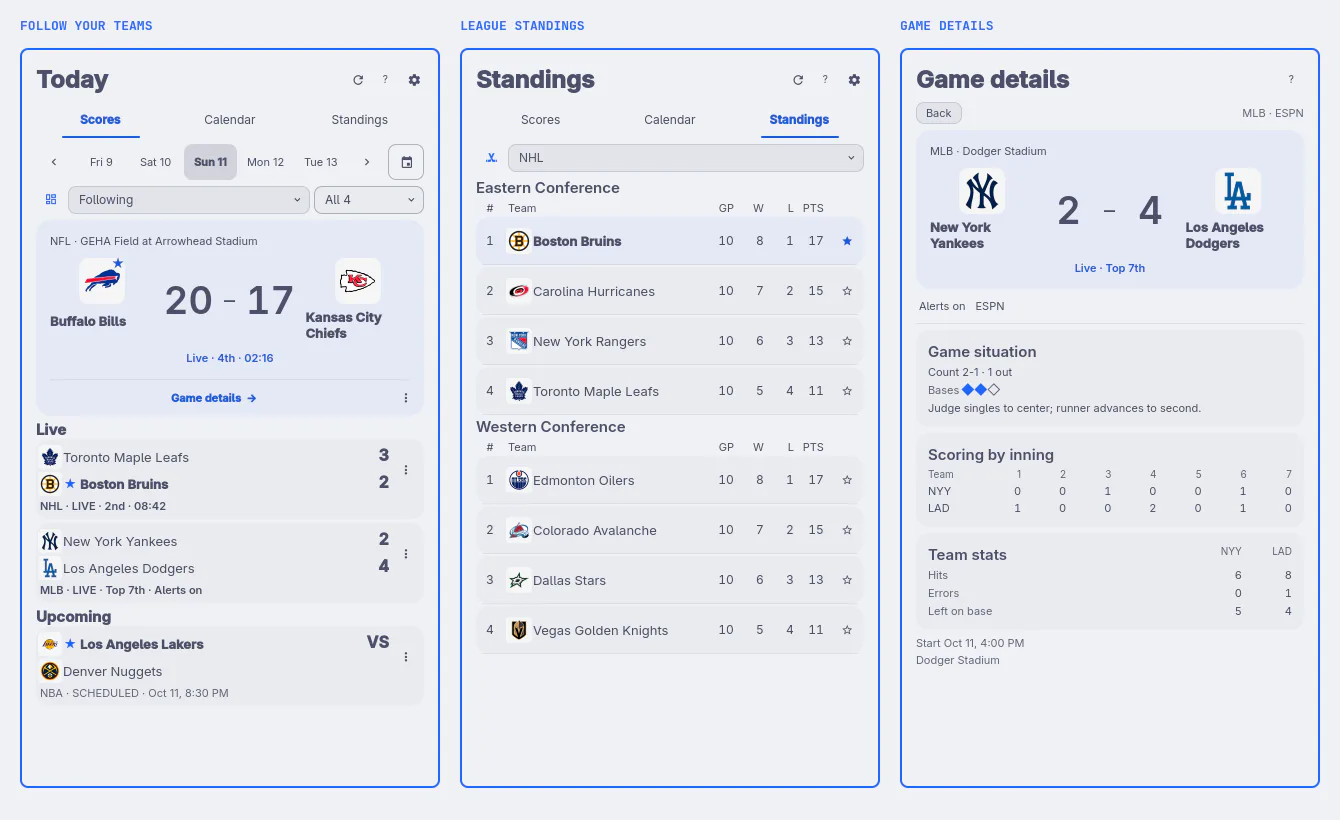 FOLLOW YOUR TEAMS
Today
?
Scores Calendar Standings
Fri 9 Sat 10 Sun 11 Mon 12 Tue 13
Following All 4
NFL · GEHA Field at Arrowhead Stadium
20 – 17
Buffalo Bills
Kansas City
Chiefs
Live · 4th · 02:16
Game details →
Live
Toronto Maple Leafs 3
B ★ Boston Bruins 2
NHL · LIVE · 2nd · 08:42
New York Yankees 2
LA Los Angeles Dodgers 4
MLB · LIVE · Top 7th · Alerts on
Upcoming
★ Los Angeles Lakers VS
Denver Nuggets
NBA · SCHEDULED · Oct 11, 8:30 PM
LEAGUE STANDINGS
Standings
?
Scores Calendar Standings
NHL
Eastern Conference
# Team GP W L PTS
1 B Boston Bruins 10 8 1 17 ★
2 Carolina Hurricanes 10 7 2 15 ☆
3 New York Rangers 10 6 3 13 ☆
4 Toronto Maple Leafs 10 5 4 11 ☆
Western Conference
# Team GP W L PTS
1 Edmonton Oilers 10 8 1 17 ☆
2 Colorado Avalanche 10 7 2 15 ☆
3 Dallas Stars 10 6 3 13 ☆
4 Vegas Golden Knights 10 5 4 11 ☆
GAME DETAILS
Game details
?
Back MLB · ESPN
MLB · Dodger Stadium
NY 2 – 4 LA
New York
Yankees
Los Angeles
Dodgers
Live · Top 7th
Alerts on ESPN
Game situation
Count 2-1 · 1 out
Bases ◆◆◇
Judge singles to center; runner advances to second.
Scoring by inning
Team 1 2 3 4 5 6 7
NYY 0 0 1 0 0 1 0
LAD 1 0 0 2 0 1 0
Team stats NYY LAD
Hits 6 8
Errors 0 1
Left on base 5 4
Start Oct 11, 4:00 PM
Dodger Stadium